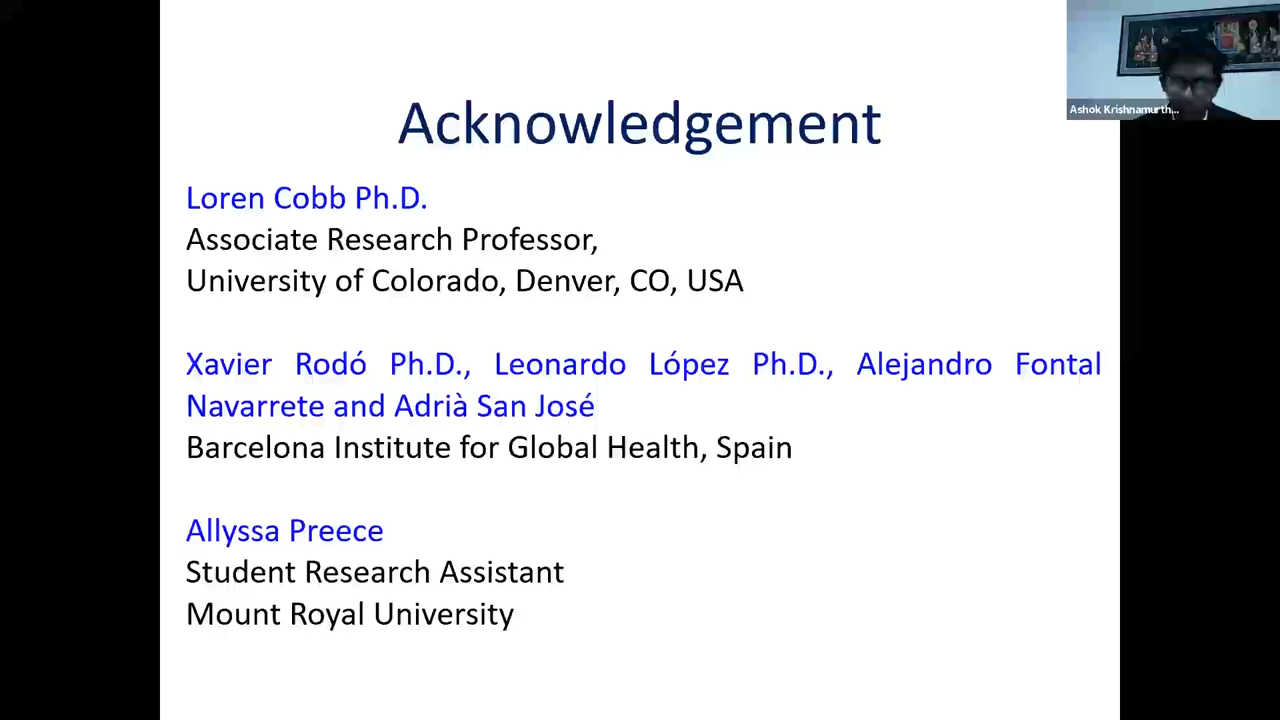 Acknowledgement
Ashok Krishnamurth...
Loren Cobb Ph.D.
Associate Research Professor,
University of Colorado, Denver, CO, USA
Xavier Rodó Ph.D., Leonardo López Ph.D., Alejandro Fontal
Navarrete and Adrià San José
Barcelona Institute for Global Health, Spain
Allyssa Preece
Student Research Assistant
Mount Royal University